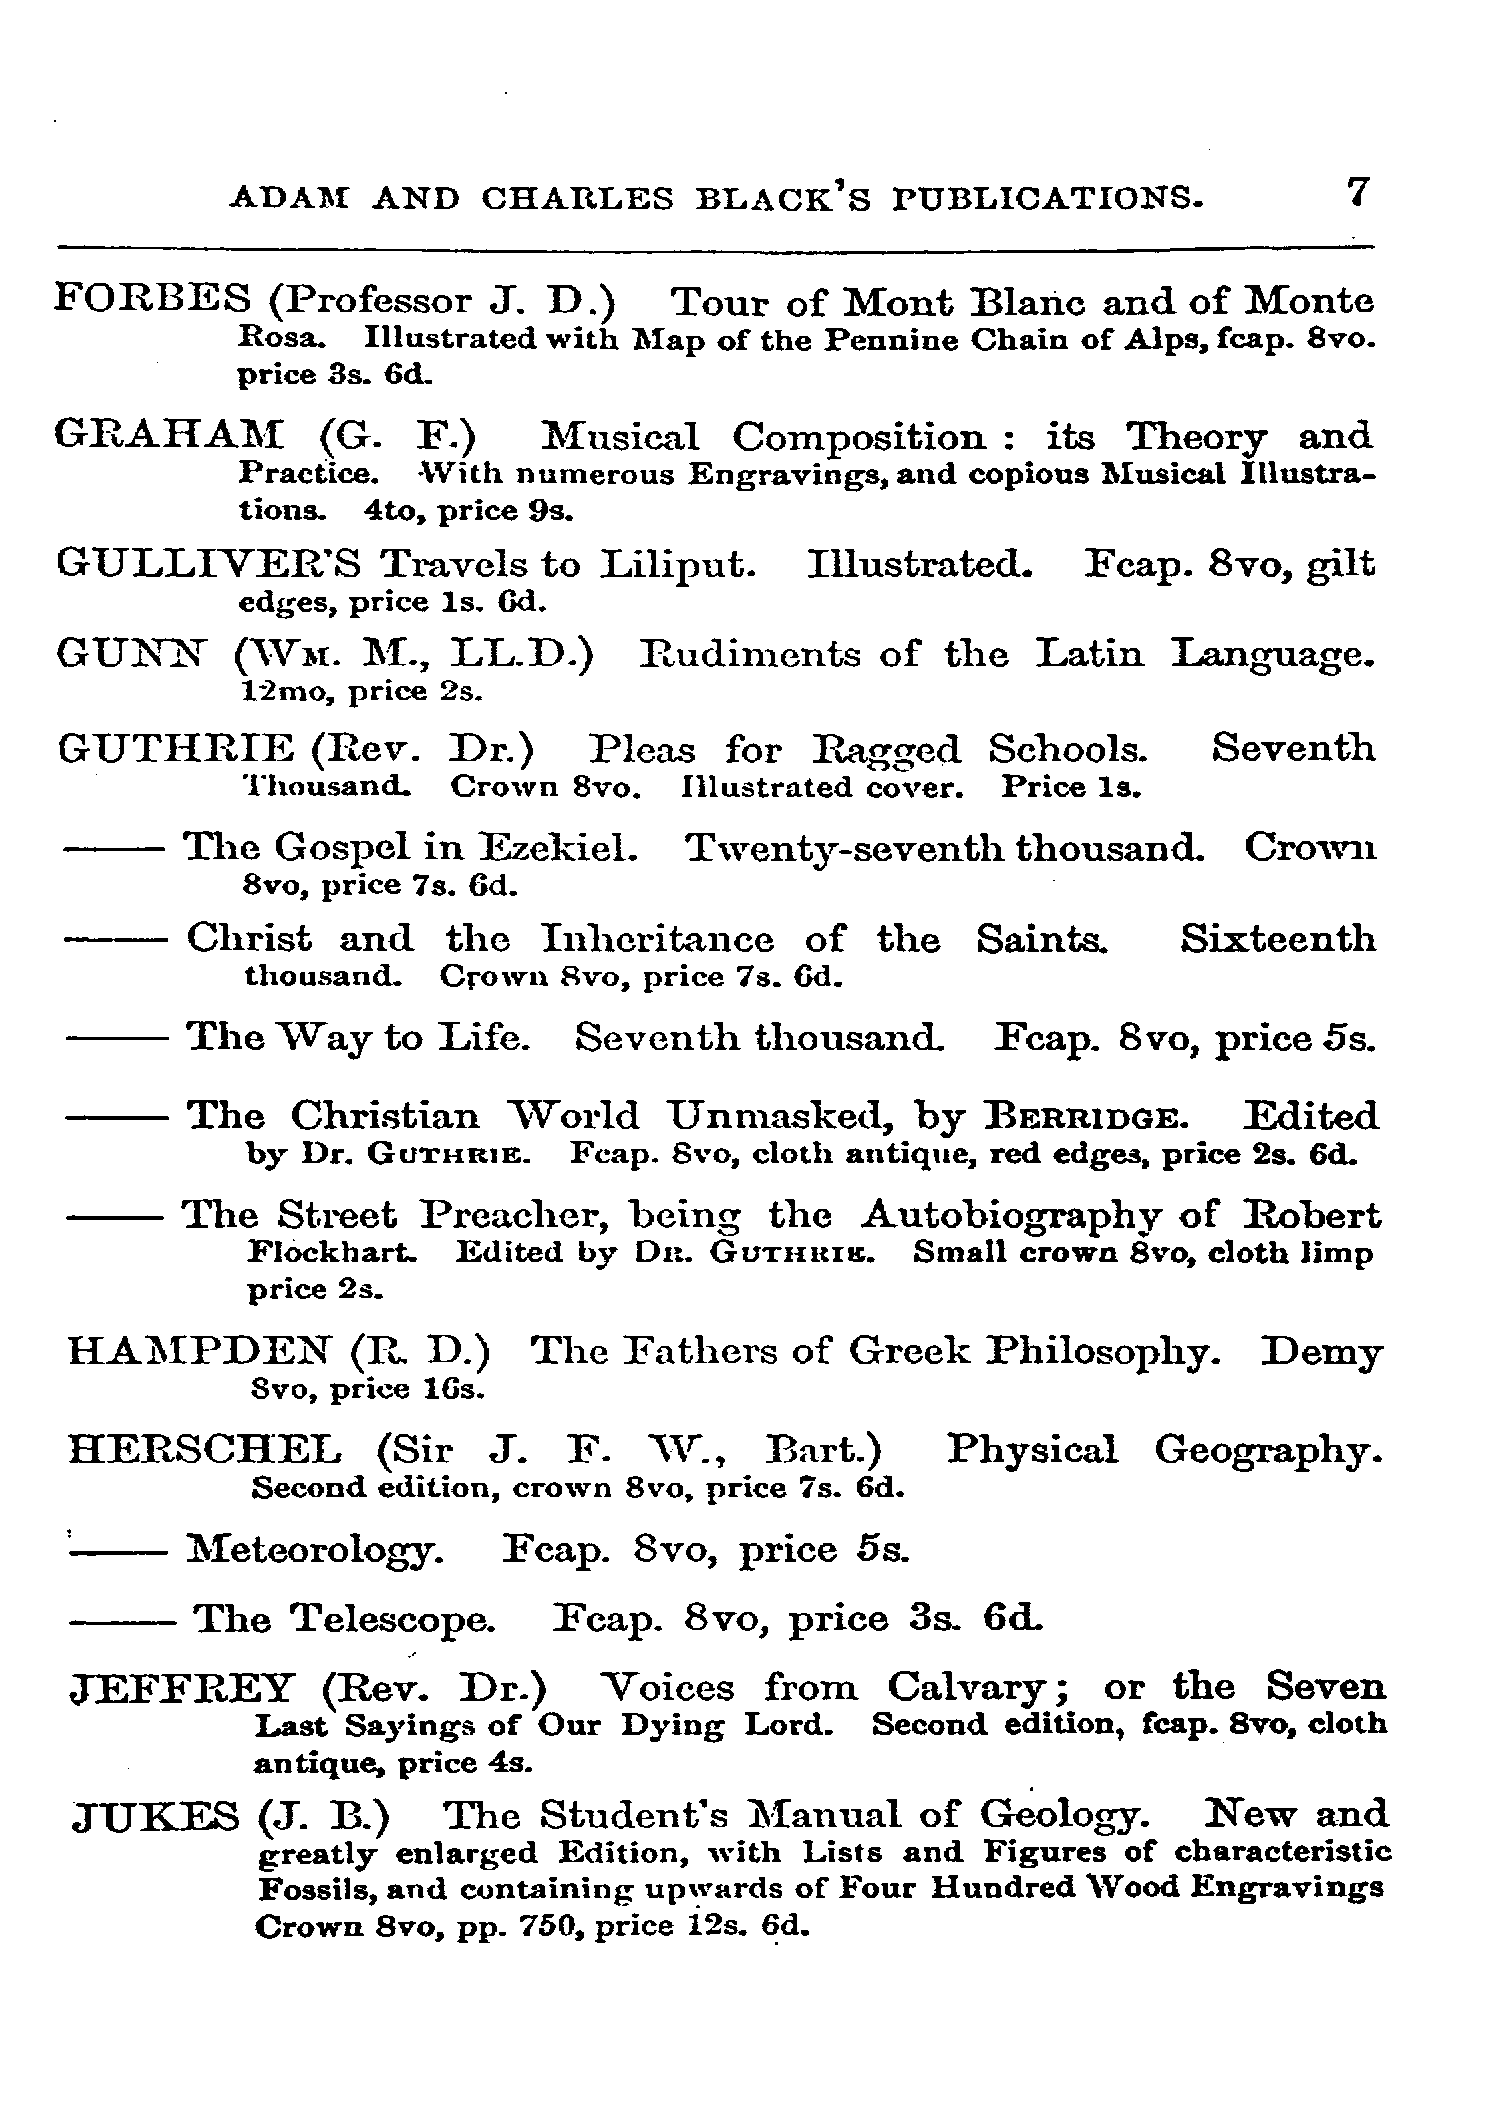 ADAM AND CHARLES BLACK'S PUBLICATIONS. 7
FORBES (Professor J. D.) Tour of Mont Blanc and of Monte
Rosa. Illustrated with Map of the Pennine Chain of Alps, fcap. 8vo.
price 3s. 6d.
GRAHAM (G. F.) Musical Composition : its Theory and
Practice. With numerous Engravings, and copious Musical Illustra-
tions. 4to, price 9s.
GULLIVER'S Travels to Liliput. Illustrated. Fcap. 8vo, gilt
edges, price 1s. 6d.
GUNN (WM. M., LL.D.) Rudiments of the Latin Language.
12mo, price 2s.
GUTHRIE (Rev. Dr.) Pleas for Ragged Schools. Seventh
Thousand. Crown 8vo. Illustrated cover. Price 1s.
—— The Gospel in Ezekiel. Twenty-seventh thousand. Crown
8vo, price 7s. 6d.
—— Christ and the Inheritance of the Saints. Sixteenth
thousand. Crown 8vo, price 7s. 6d.
—— The Way to Life. Seventh thousand. Fcap. 8vo, price 5s.
—— The Christian World Unmasked, by BERRIDGE. Edited
by Dr. GUTHRIE. Fcap. 8vo, cloth antique, red edges, price 2s. 6d.
—— The Street Preacher, being the Autobiography of Robert
Flockhart. Edited by DR. GUTHRIE. Small crown 8vo, cloth limp
price 2s.
HAMPDEN (R. D.) The Fathers of Greek Philosophy. Demy
8vo, price 16s.
HERSCHEL (Sir J. F. W., Bart.) Physical Geography.
Second edition, crown 8vo, price 7s. 6d.
—— Meteorology. Fcap. 8vo, price 5s.
—— The Telescope. Fcap. 8vo, price 3s. 6d.
JEFFREY (Rev. Dr.) Voices from Calvary; or the Seven
Last Sayings of Our Dying Lord. Second edition, fcap. 8vo, cloth
antique, price 4s.
JUKES (J. B.) The Student's Manual of Geology. New and
greatly enlarged Edition, with Lists and Figures of characteristic
Fossils, and containing upwards of Four Hundred Wood Engravings
Crown 8vo, pp. 750, price 12s. 6d.